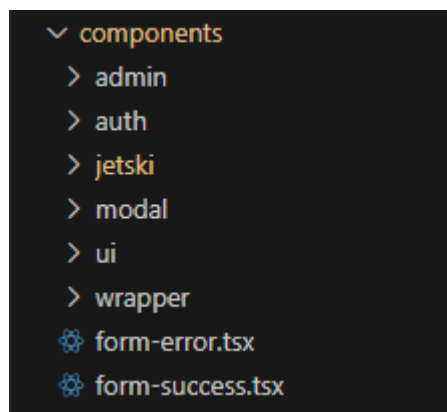 components
admin
auth
jetski
modal
ui
wrapper
form-error.tsx
form-success.tsx